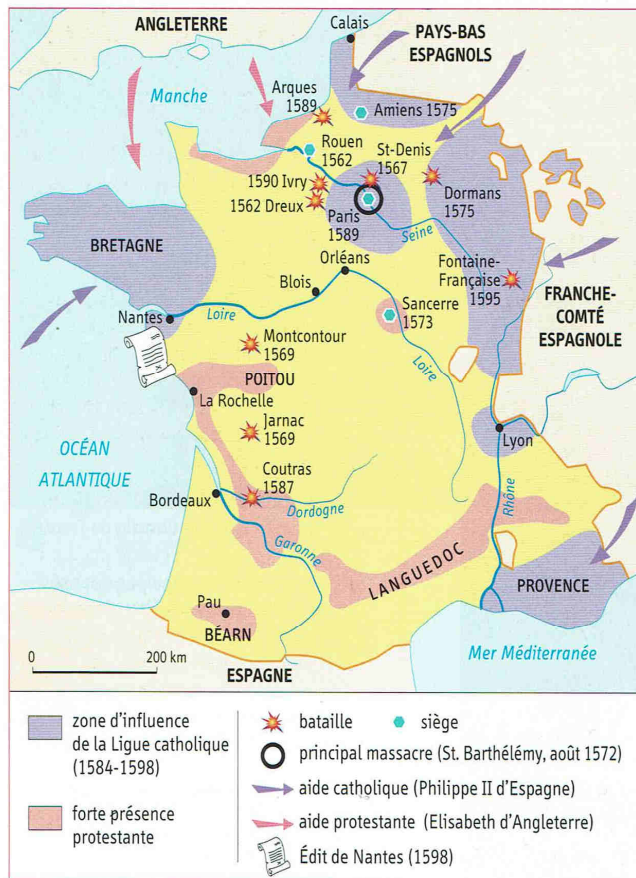 ANGLETERRE
Calais
PAYS-BAS
ESPAGNOLS
Manche
Arques
1589
Amiens 1575
Rouen
1562
St-Denis
1567
1590 Ivry
1562 Dreux
Paris
1589
Dormans
1575
Seine
BRETAGNE
Orléans
Blois
Fontaine-
Française
1595
Nantes
Loire
Sancerre
1573
FRANCHE-
COMTÉ
ESPAGNOLE
Montcontour
1569
Loire
POITOU
La Rochelle
Jarnac
1569
Lyon
OCÉAN
ATLANTIQUE
Coutras
1587
Bordeaux
Dordogne
Rhône
Garonne
LANGUEDOC
PROVENCE
Pau
BÉARN
0 200 km
ESPAGNE
Mer Méditerranée
zone d'influence
de la Ligue catholique
(1584-1598)
forte présence
protestante
bataille
siège
principal massacre (St. Barthélémy, août 1572)
aide catholique (Philippe II d'Espagne)
aide protestante (Elisabeth d'Angleterre)
Édit de Nantes (1598)